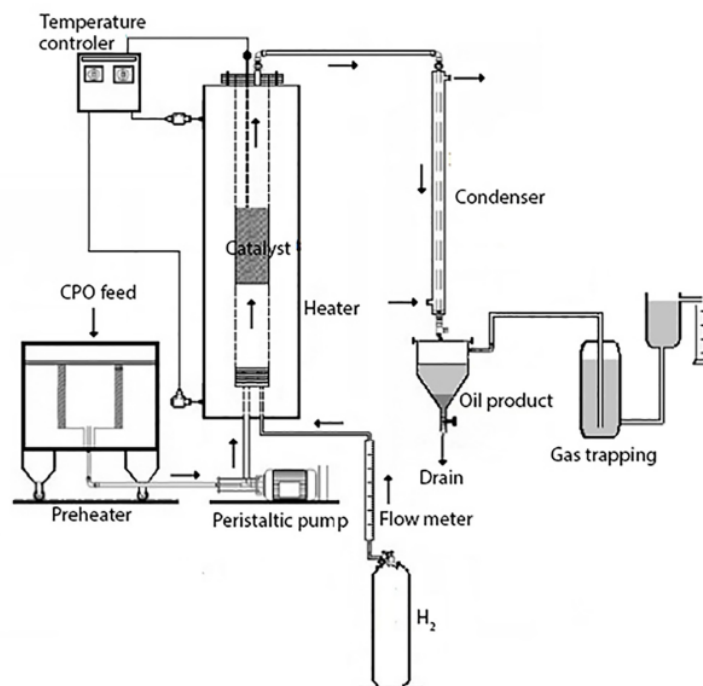 Temperature
controler
Condenser
Catalyst
CPO feed
Heater
Oil product
Gas trapping
Drain
Preheater
Peristaltic pump
Flow meter
H₂